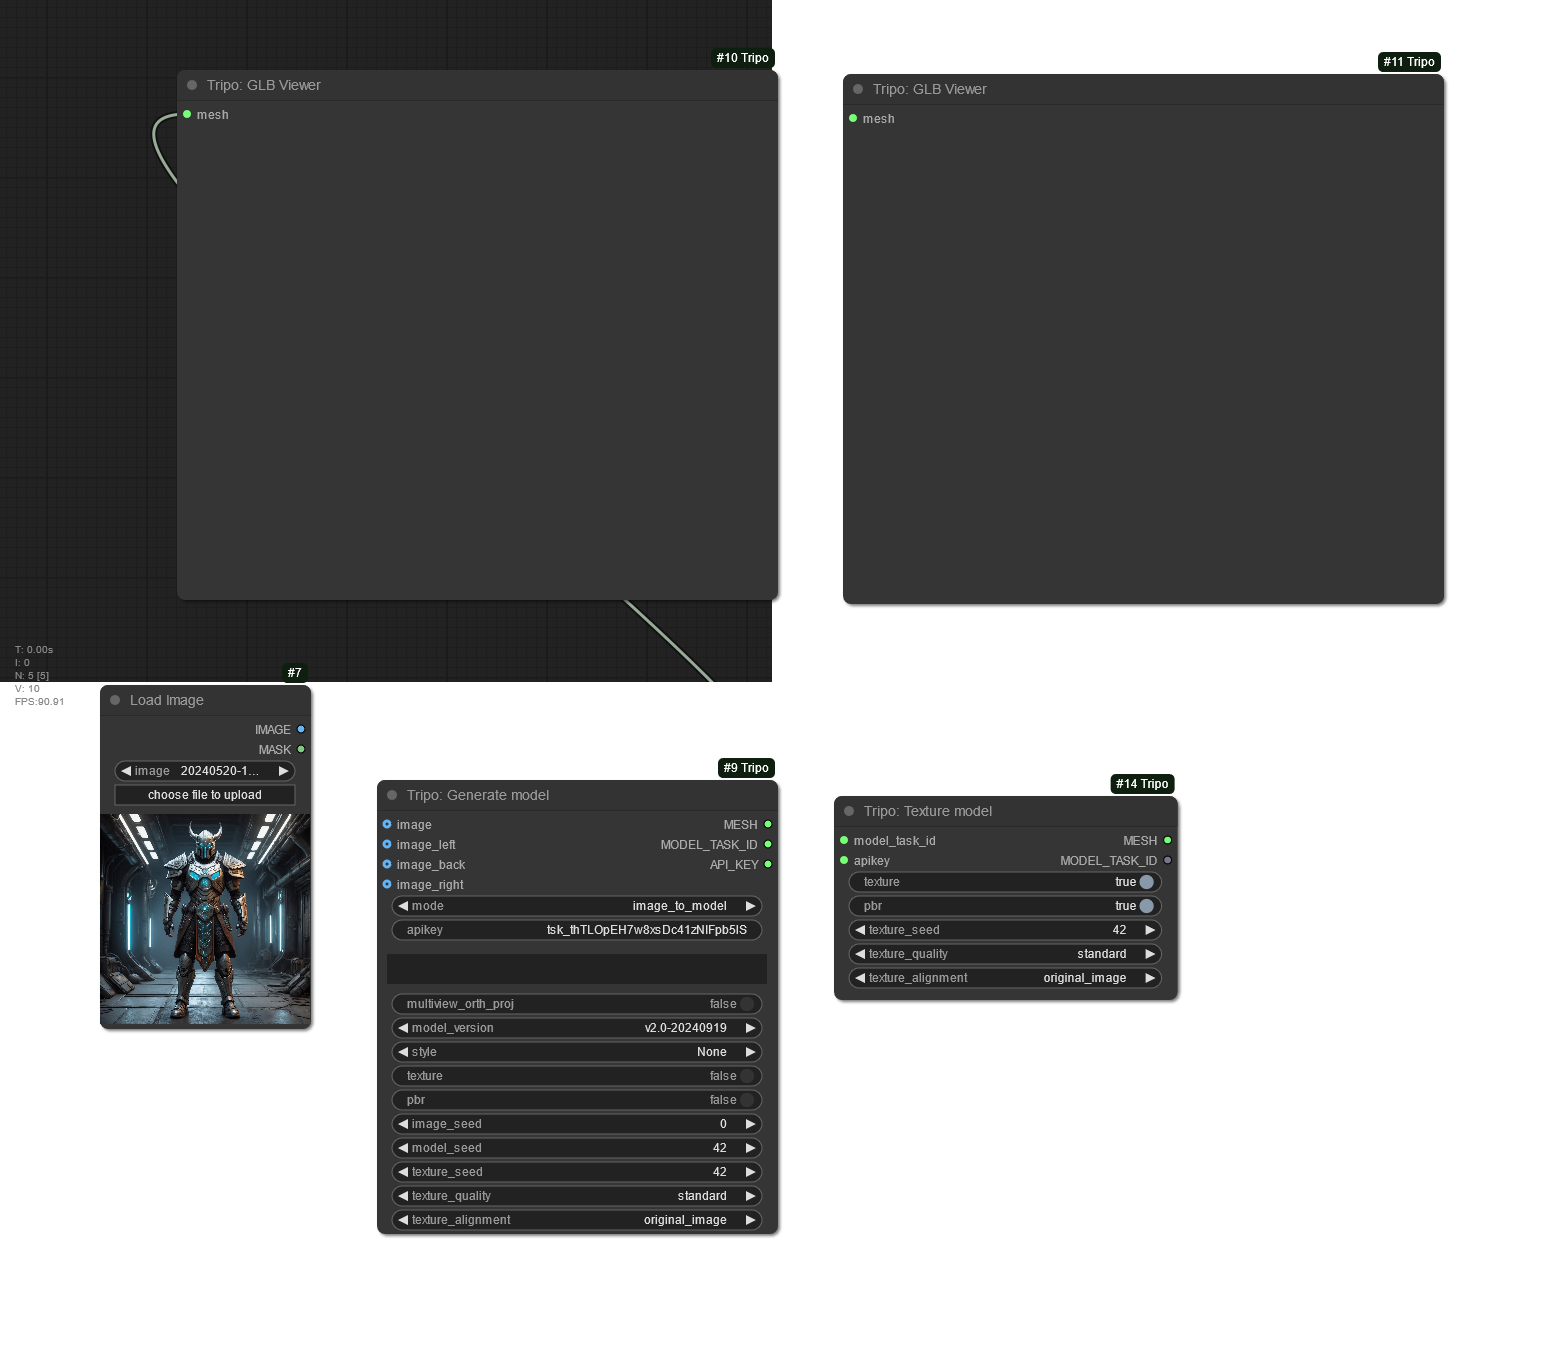 #10 Tripo
Tripo: GLB Viewer
mesh
#11 Tripo
Tripo: GLB Viewer
mesh
T: 0.00s
I: 0
N: 5 [5]
V: 10
FPS:90.91
#7
Load Image
IMAGE
MASK
image 20240520-1...
choose file to upload
#9 Tripo
Tripo: Generate model
image MESH
image_left MODEL_TASK_ID
image_back API_KEY
image_right
mode image_to_model
apikey tsk_thTLOpEH7w8xsDc41zNIFpb5IS
multiview_orth_proj false
model_version v2.0-20240919
style None
texture false
pbr false
image_seed 0
model_seed 42
texture_seed 42
texture_quality standard
texture_alignment original_image
#14 Tripo
Tripo: Texture model
model_task_id MESH
apikey MODEL_TASK_ID
texture true
pbr true
texture_seed 42
texture_quality standard
texture_alignment original_image